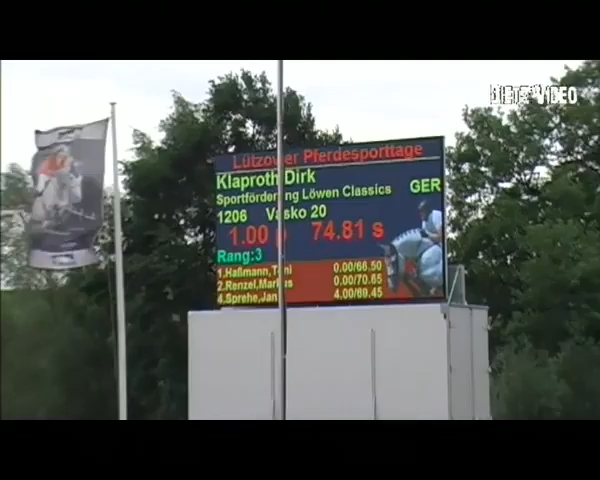 DIETZ VIDEO
Lützower Pferdesporttage
Klaproth Dirk
Sportförderung Löwen Classics GER
1206 Vasko 20
1.00 p 74.81 s
Rang:3
1.Haßmann,Toni 0.00/66.50
2.Renzel,Markus 0.00/70.65
4.Sprehe,Jan 4.00/69.45